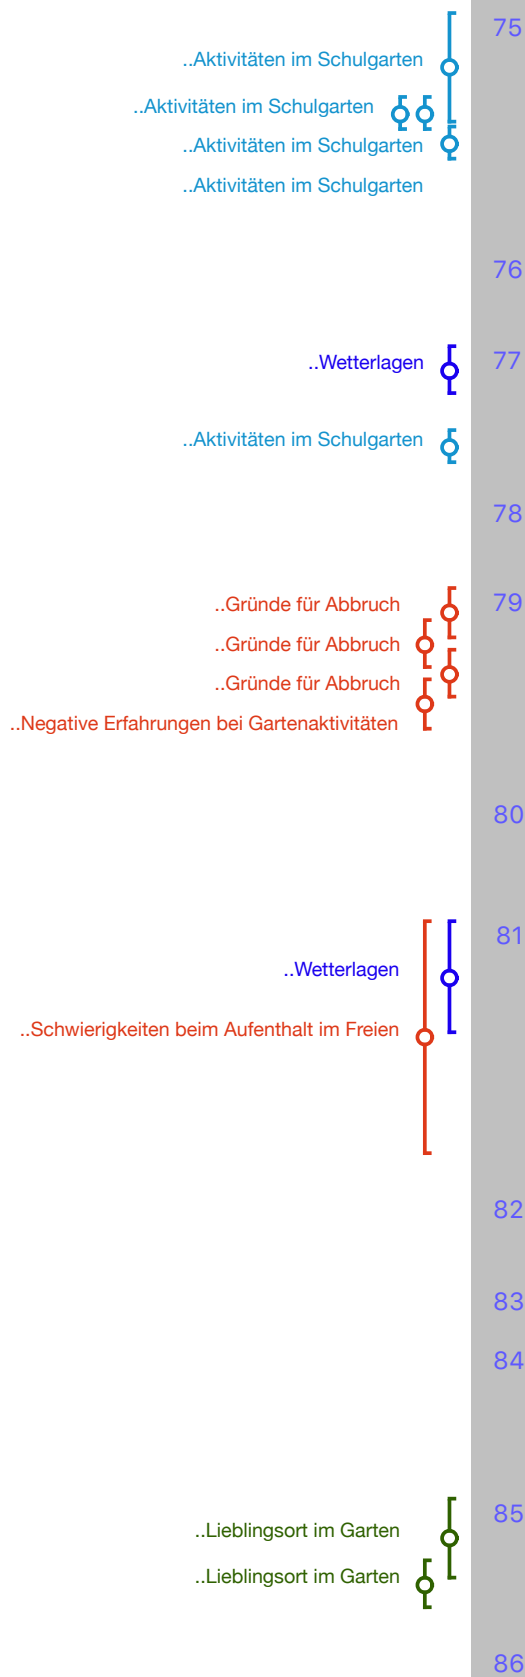 75
..Aktivitäten im Schulgarten
..Aktivitäten im Schulgarten
..Aktivitäten im Schulgarten
..Aktivitäten im Schulgarten
76
..Wetterlagen
77
..Aktivitäten im Schulgarten
78
..Gründe für Abbruch
79
..Gründe für Abbruch
..Gründe für Abbruch
..Negative Erfahrungen bei Gartenaktivitäten
80
81
..Wetterlagen
..Schwierigkeiten beim Aufenthalt im Freien
82
83
84
85
..Lieblingsort im Garten
..Lieblingsort im Garten
86